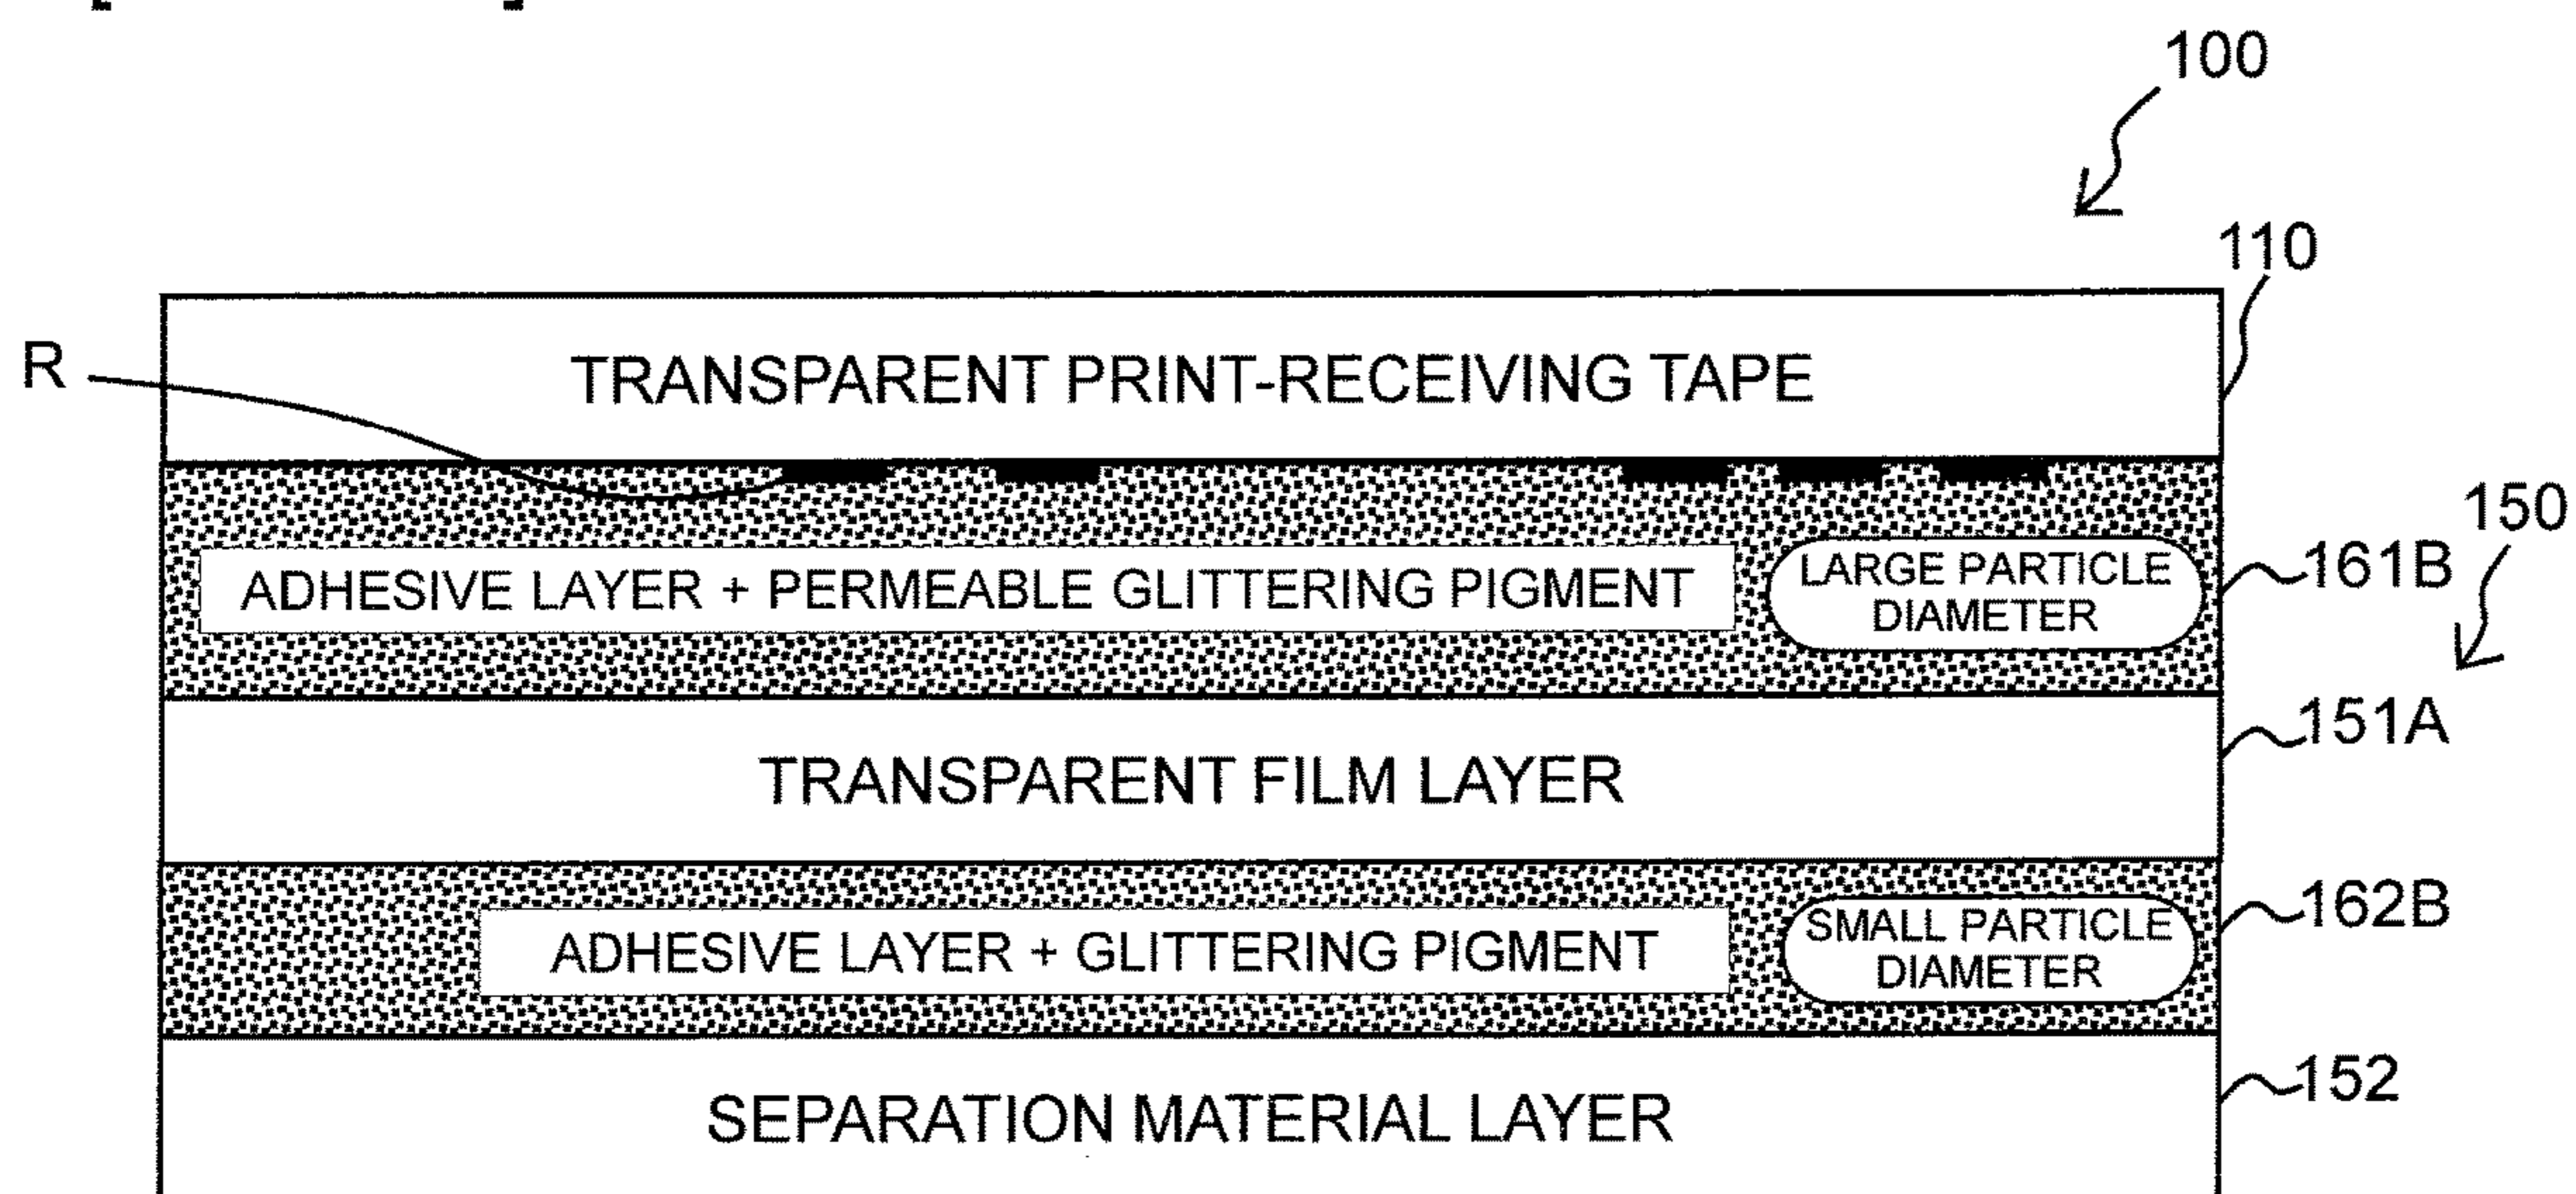 100
110
R
TRANSPARENT PRINT-RECEIVING TAPE
150
ADHESIVE LAYER + PERMEABLE GLITTERING PIGMENT
LARGE PARTICLE
DIAMETER
161B
TRANSPARENT FILM LAYER
151A
ADHESIVE LAYER + GLITTERING PIGMENT
SMALL PARTICLE
DIAMETER
162B
SEPARATION MATERIAL LAYER
152